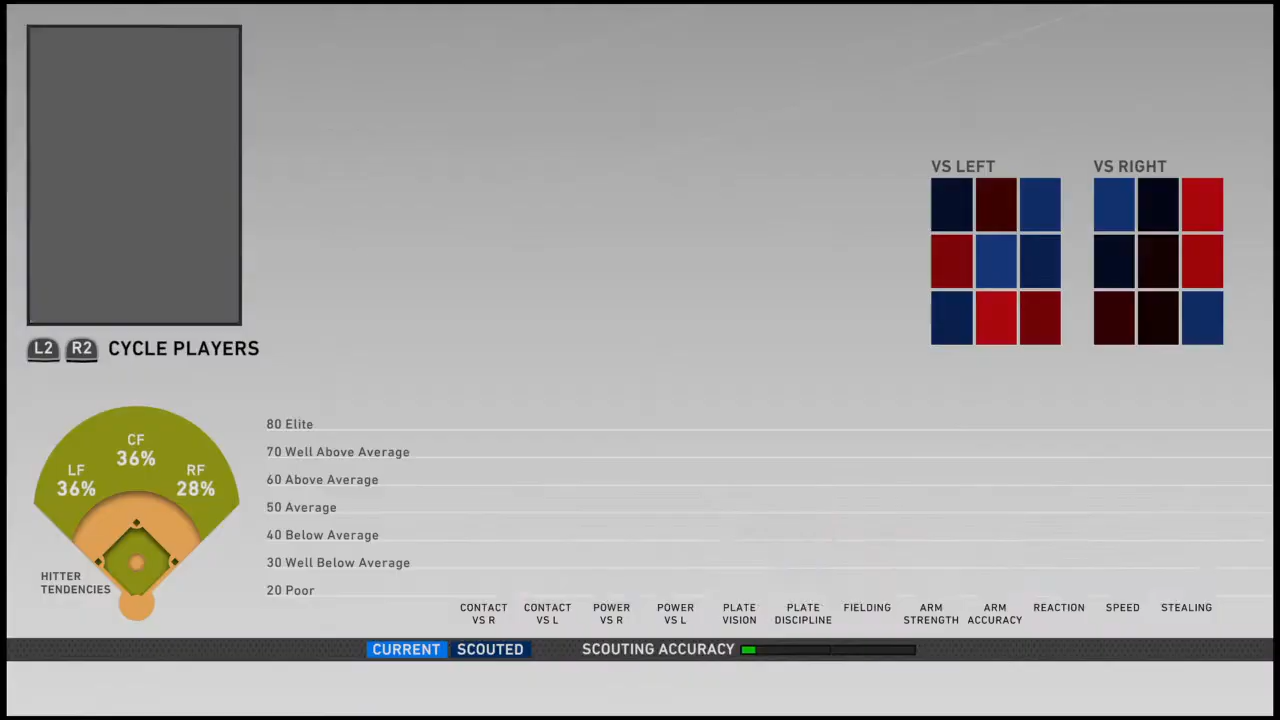 VS LEFT
VS RIGHT
L2 R2 CYCLE PLAYERS
CF
36%
LF
36%
RF
28%
HITTER
TENDENCIES
80 Elite
70 Well Above Average
60 Above Average
50 Average
40 Below Average
30 Well Below Average
20 Poor
CONTACT
VS R
CONTACT
VS L
POWER
VS R
POWER
VS L
PLATE
VISION
PLATE
DISCIPLINE
FIELDING
ARM
STRENGTH
ARM
ACCURACY
REACTION
SPEED
STEALING
CURRENT SCOUTED SCOUTING ACCURACY